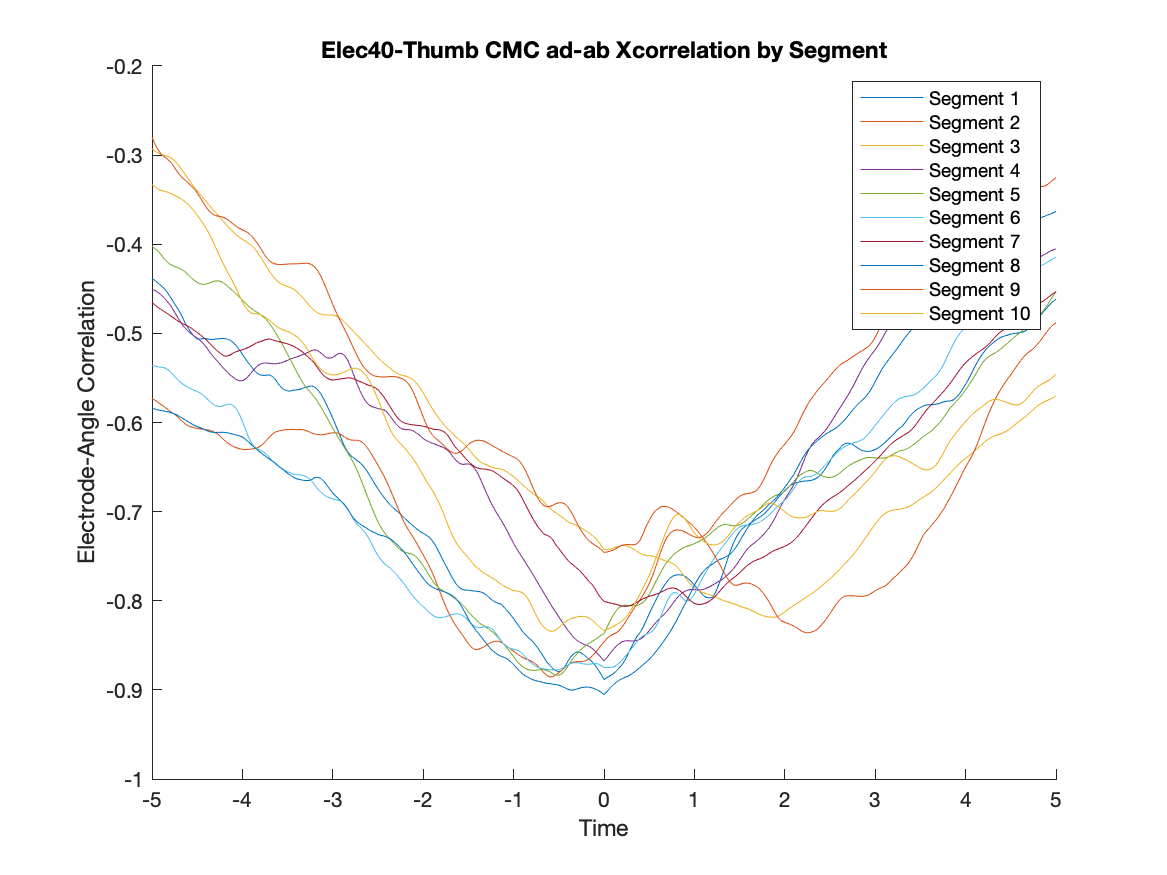 Elec40-Thumb CMC ad-ab Xcorrelation by Segment
-0.2
-0.3
-0.4
-0.5
-0.6
-0.7
-0.8
-0.9
-1
Electrode-Angle Correlation
Segment 1
Segment 2
Segment 3
Segment 4
Segment 5
Segment 6
Segment 7
Segment 8
Segment 9
Segment 10
-5 -4 -3 -2 -1 0 1 2 3 4 5
Time